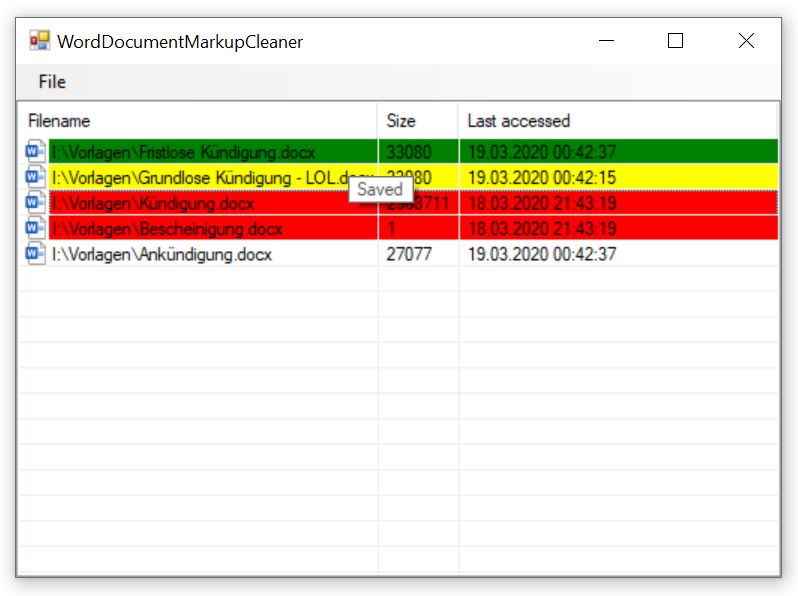 WordDocumentMarkupCleaner
File
Filename Size Last accessed
I:\Vorlagen\Fristlose Kündigung.docx 33080 19.03.2020 00:42:37
I:\Vorlagen\Grundlose Kündigung - LOL.docx 19.03.2020 00:42:15
Saved
I:\Vorlagen\Kündigung.docx 18.03.2020 21:43:19
I:\Vorlagen\Bescheinigung.docx 1 18.03.2020 21:43:19
I:\Vorlagen\Ankündigung.docx 27077 19.03.2020 00:42:37